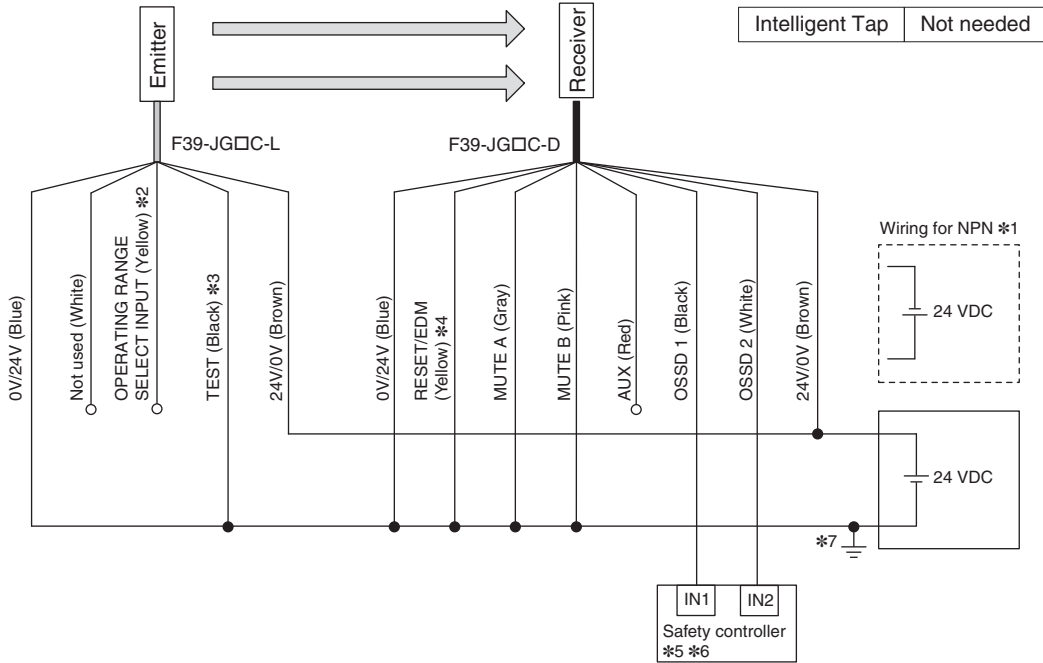 Emitter
Receiver
Intelligent Tap Not needed
F39-JG□C-L
F39-JG□C-D
0V/24V (Blue)
Not used (White)
OPERATING RANGE
SELECT INPUT (Yellow) *2
TEST (Black) *3
24V/0V (Brown)
0V/24V (Blue)
RESET/EDM
(Yellow) *4
MUTE A (Gray)
MUTE B (Pink)
AUX (Red)
OSSD 1 (Black)
OSSD 2 (White)
24V/0V (Brown)
Wiring for NPN *1
24 VDC
24 VDC
*7
IN1 IN2
Safety controller
*5 *6